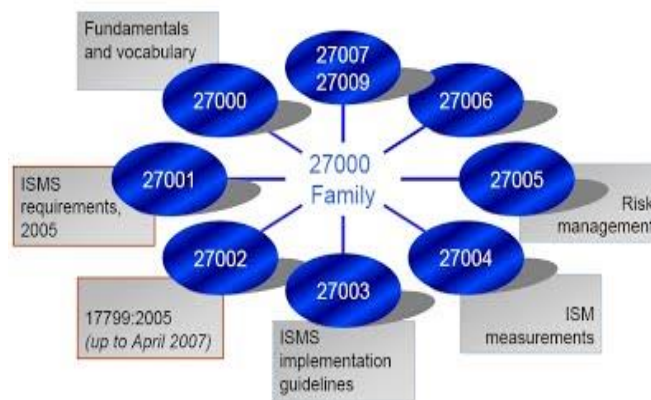 Fundamentals
and vocabulary
27000
27007
27009
27006
27001
ISMS
requirements,
2005
27000
Family
27005
Risk
management
27002
17799:2005
(up to April 2007)
27003
ISMS
implementation
guidelines
27004
ISM
measurements